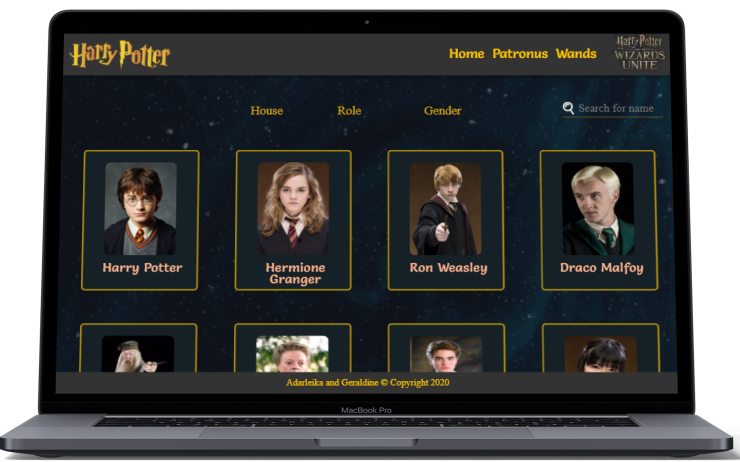 Harry Potter
Home Patronus Wands
Harry Potter
WIZARDS
UNITE
House Role Gender Search for name
Harry Potter
Hermione
Granger
Ron Weasley
Draco Malfoy
Adarleika and Geraldine © Copyright 2020
MacBook Pro